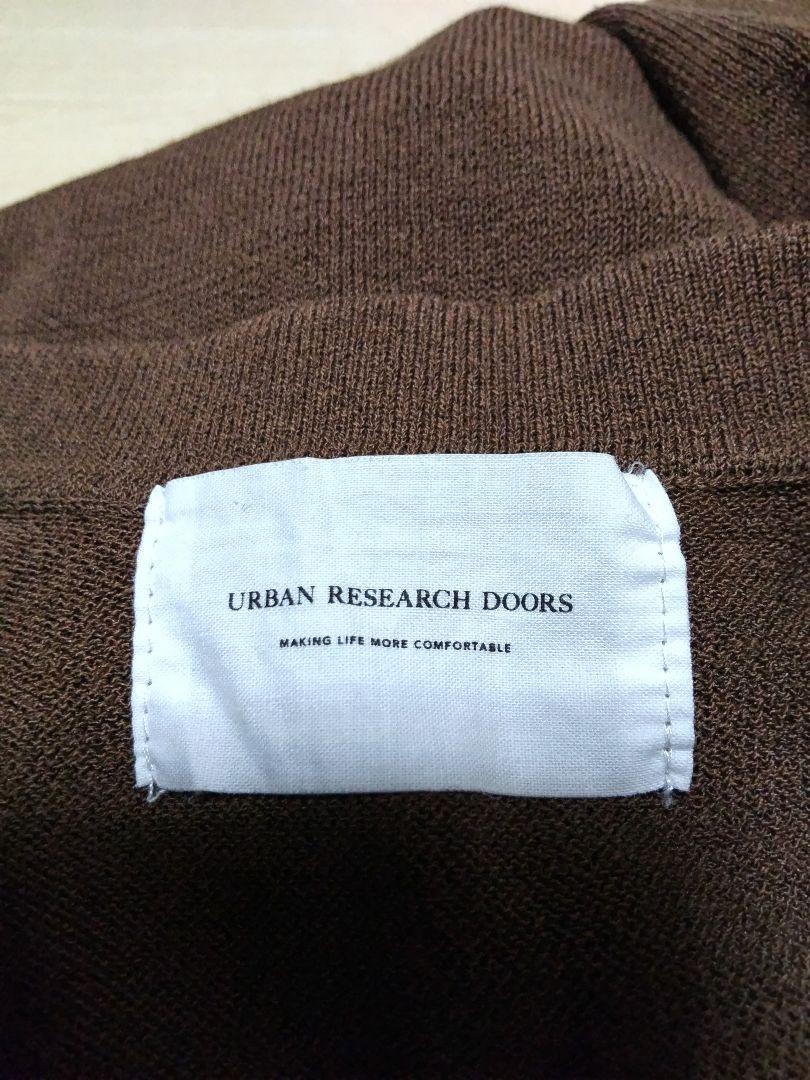 URBAN RESEARCH DOORS
MAKING LIFE MORE COMFORTABLE